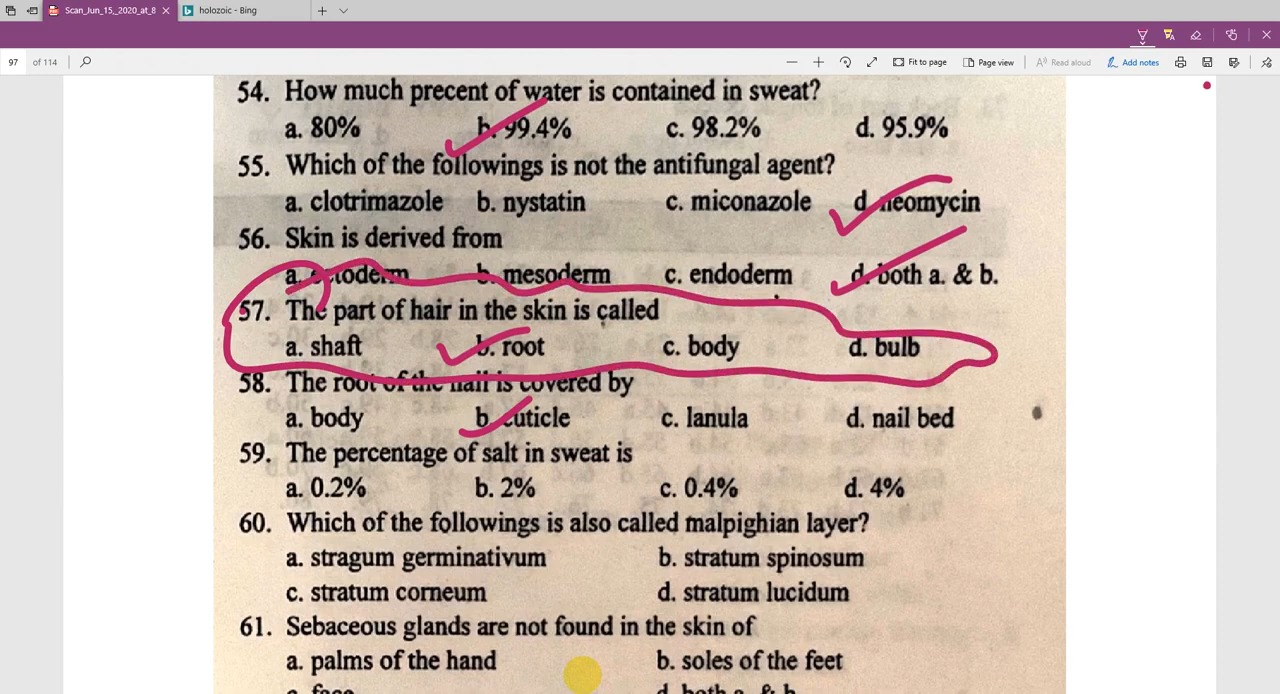 Scan_Jun_15,_2020_at_8
holozoic - Bing
97 of 114
Fit to page
Page view
Read aloud
Add notes
54. How much precent of water is contained in sweat?
a. 80% b. 99.4% c. 98.2% d. 95.9%
55. Which of the followings is not the antifungal agent?
a. clotrimazole b. nystatin c. miconazole d. neomycin
56. Skin is derived from
a. ectoderm b. mesoderm c. endoderm d. both a. & b.
57. The part of hair in the skin is called
a. shaft b. root c. body d. bulb
58. The root of the nail is covered by
a. body b. cuticle c. lanula d. nail bed
59. The percentage of salt in sweat is
a. 0.2% b. 2% c. 0.4% d. 4%
60. Which of the followings is also called malpighian layer?
a. stragum germinativum b. stratum spinosum
c. stratum corneum d. stratum lucidum
61. Sebaceous glands are not found in the skin of
a. palms of the hand b. soles of the feet
c. face d. both a. & b.